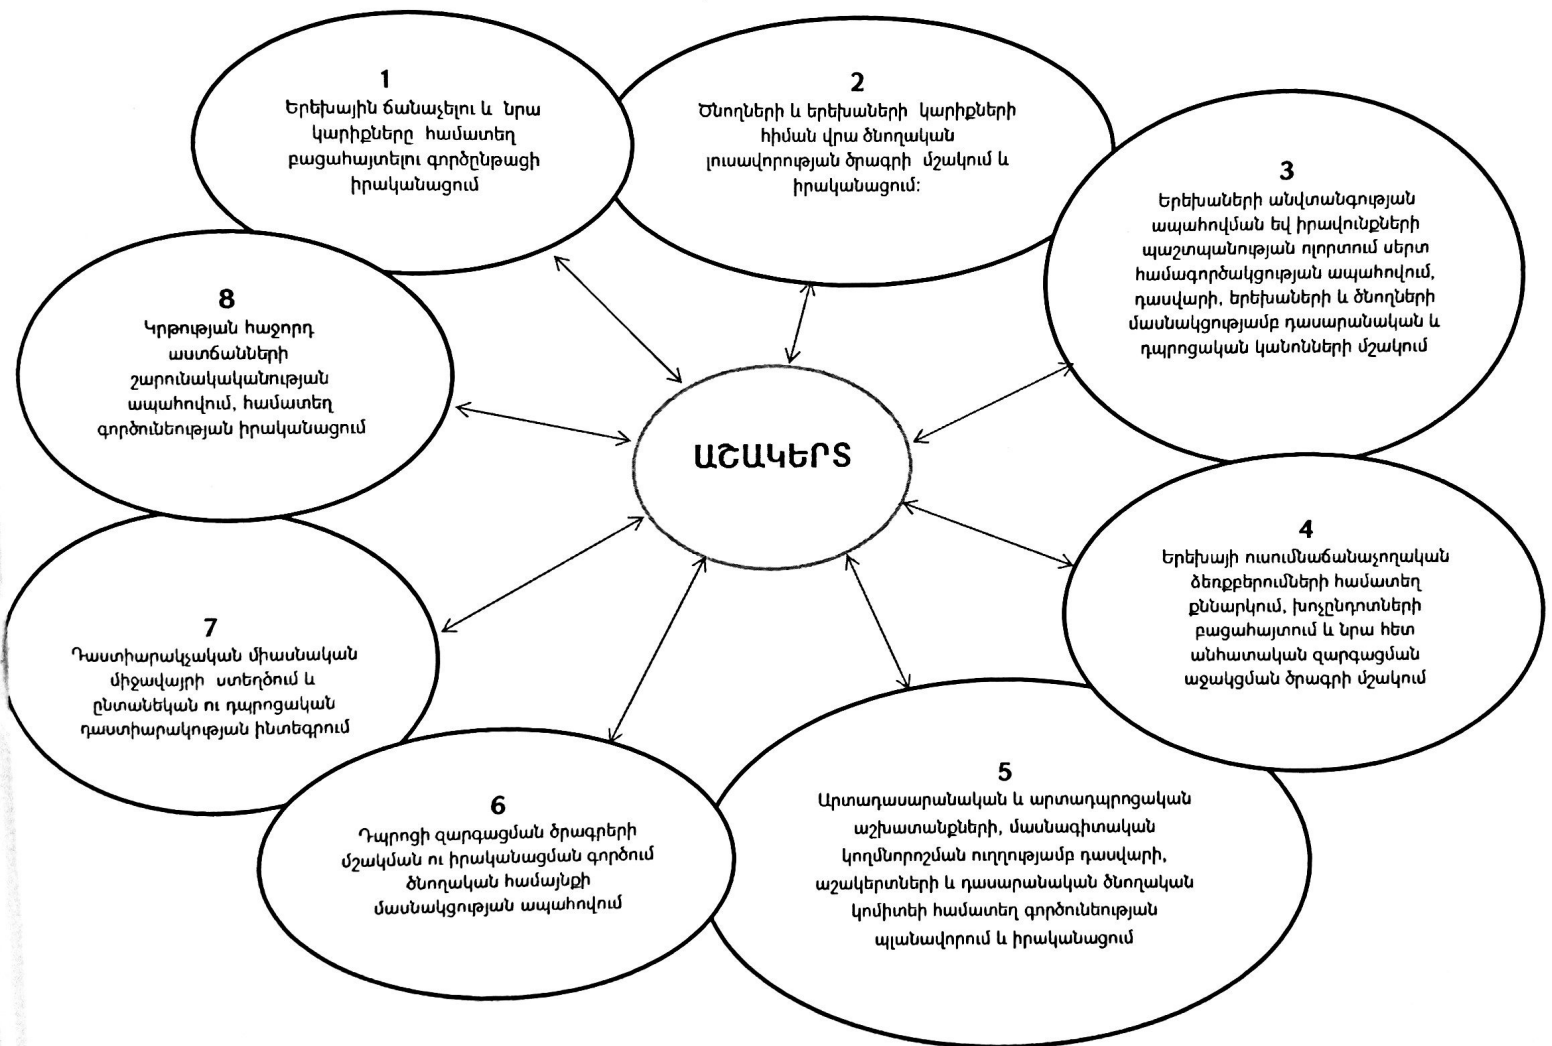 1
Երեխային ճանաչելու և նրա
կարիքները համատեղ
բացահայտելու գործընթացի
իրականացում
2
Ծնողների և երեխաների կարիքների
հիման վրա ծնողական
լուսավորության ծրագրի մշակում և
իրականացում:
3
Երեխաների անվտանգության
ապահովման եվ իրավունքների
պաշտպանության ոլորտում սերտ
համագործակցության ապահովում,
դասվարի, երեխաների և ծնողների
մասնակցությամբ դասարանական և
դպրոցական կանոնների մշակում
8
Կրթության հաջորդ
աստճանների
շարունակականության
ապահովում, համատեղ
գործունեության իրականացում
ԱՇԱԿԵՐՏ
4
Երեխայի ուսումնաճանաչողական
ձեռքբերումների համատեղ
քննարկում, խոչընդոտների
բացահայտում և նրա հետ
անհատական զարգացման
աջակցման ծրագրի մշակում
7
Դաստիարակչական միասնական
միջավայրի ստեղծում և
ընտանեկան ու դպրոցական
դաստիարակության ինտեգրում
6
Դպրոցի զարգացման ծրագրերի
մշակման ու իրականացման գործում
ծնողական համայնքի
մասնակցության ապահովում
5
Արտադասարանական և արտադպրոցական
աշխատանքների, մասնագիտական
կողմնորոշման ուղղությամբ դասվարի,
աշակերտների և դասարանական ծնողական
կոմիտեի համատեղ գործունեության
պլանավորում և իրականացում